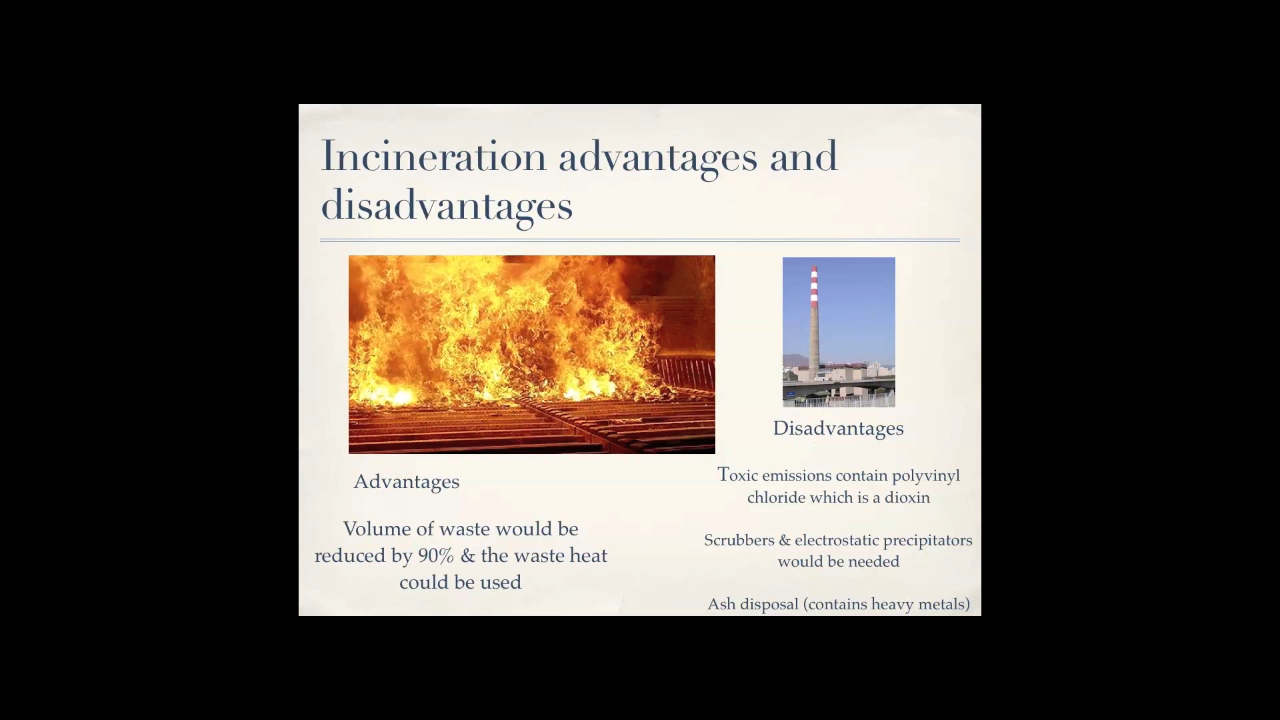 Incineration advantages and
disadvantages
Advantages
Volume of waste would be
reduced by 90% & the waste heat
could be used
Disadvantages
Toxic emissions contain polyvinyl
chloride which is a dioxin
Scrubbers & electrostatic precipitators
would be needed
Ash disposal (contains heavy metals)